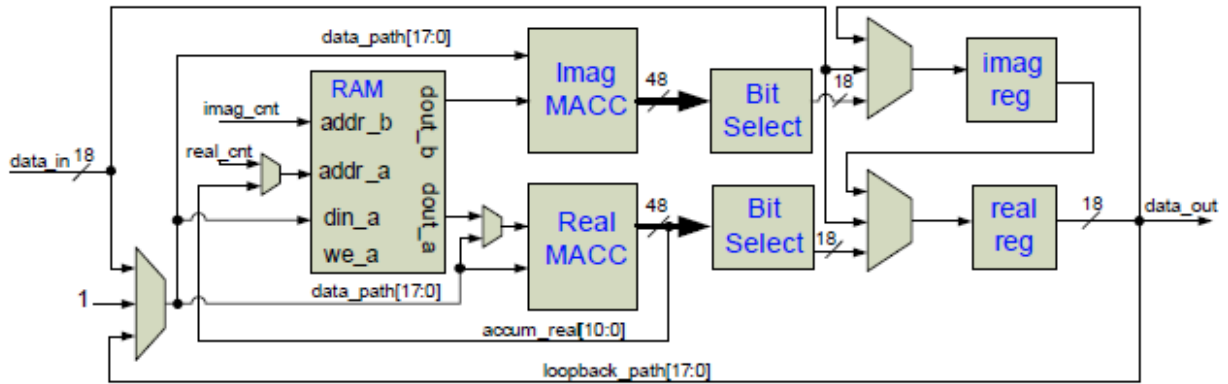 data_path[17:0]
imag_cnt
real_cnt
data_in
18
1
RAM
addr_b
addr_a
din_a
we_a
dout_b
dout_a
data_path[17:0]
accum_real[10:0]
loopback_path[17:0]
Imag
MACC
48
Bit
Select
18
imag
reg
Real
MACC
48
Bit
Select
18
real
reg
18
data_out